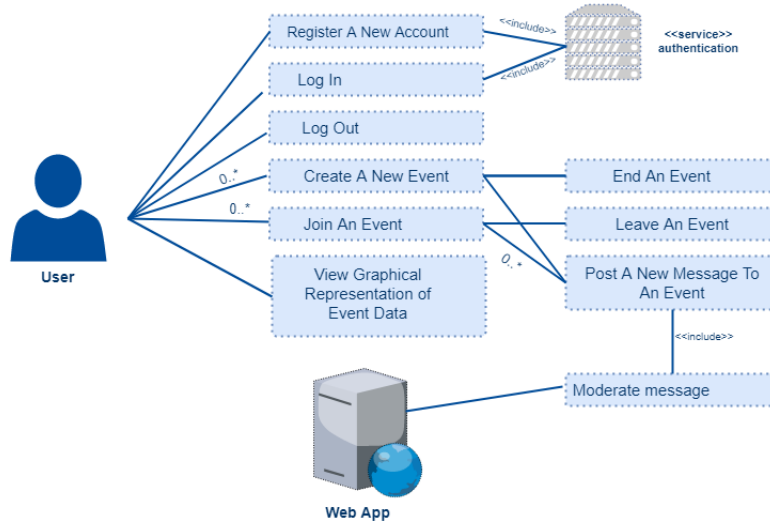 Register A New Account
<<include>>
<<service>>
authentication
Log In
<<include>>
Log Out
0..*
Create A New Event
End An Event
0..*
Join An Event
Leave An Event
0..*
User
View Graphical
Representation of
Event Data
Post A New Message To
An Event
<<include>>
Moderate message
Web App